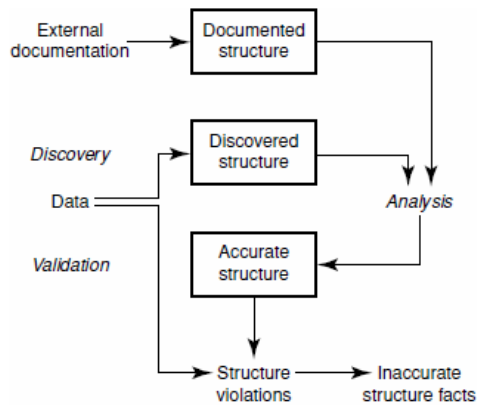 External
documentation
Documented
structure
Discovery
Discovered
structure
Data
Analysis
Validation
Accurate
structure
Structure
violations
Inaccurate
structure facts